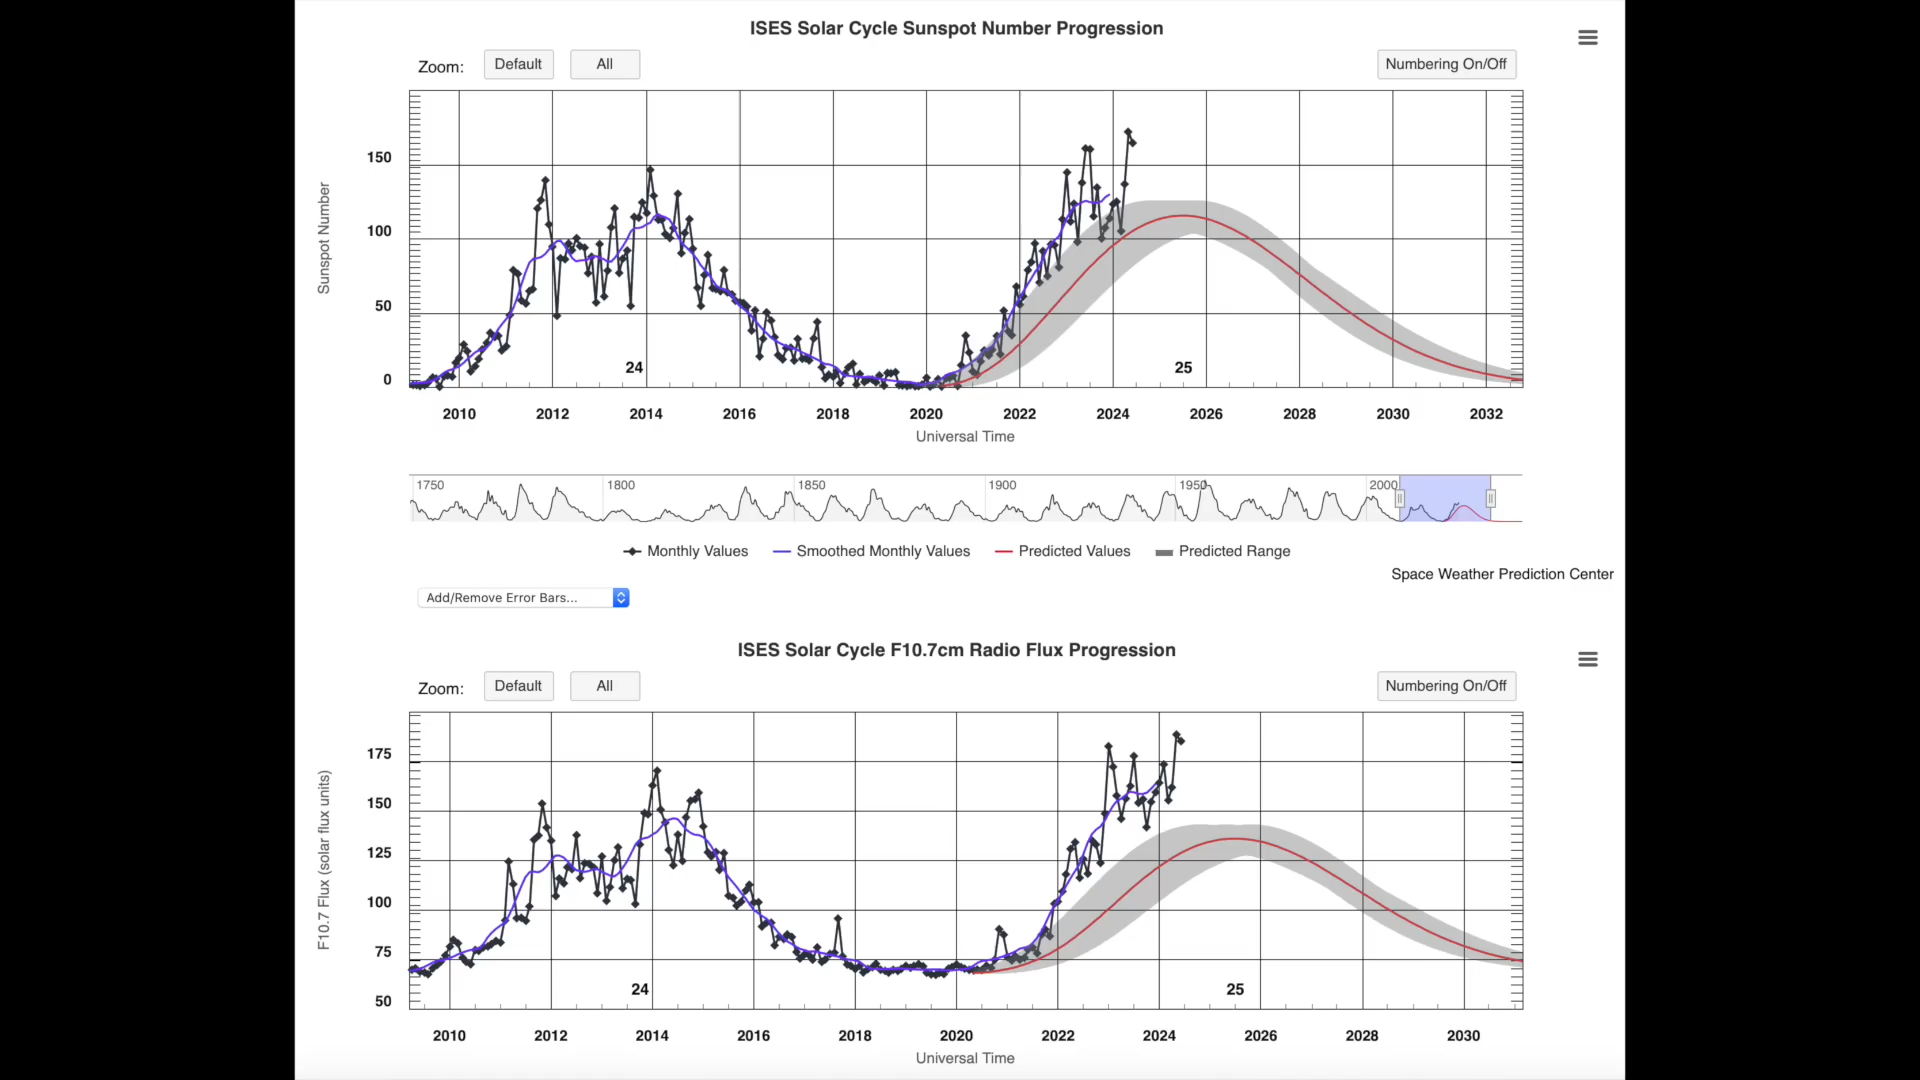 ISES Solar Cycle Sunspot Number Progression
Zoom: Default All Numbering On/Off
150
100
50
0
Sunspot Number
24 25
2010 2012 2014 2016 2018 2020 2022 2024 2026 2028 2030 2032
Universal Time
1750 1800 1850 1900 1950 2000
Monthly Values Smoothed Monthly Values Predicted Values Predicted Range
Space Weather Prediction Center
Add/Remove Error Bars...
ISES Solar Cycle F10.7cm Radio Flux Progression
Zoom: Default All Numbering On/Off
175
150
125
100
75
50
F10.7 Flux (solar flux units)
24 25
2010 2012 2014 2016 2018 2020 2022 2024 2026 2028 2030
Universal Time